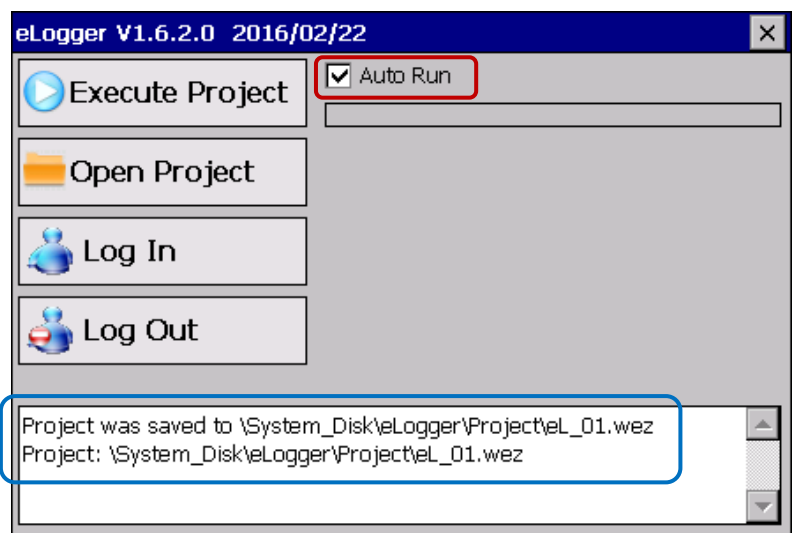 eLogger V1.6.2.0 2016/02/22
Execute Project
Auto Run
Open Project
Log In
Log Out
Project was saved to \System_Disk\eLogger\Project\eL_01.wez
Project: \System_Disk\eLogger\Project\eL_01.wez